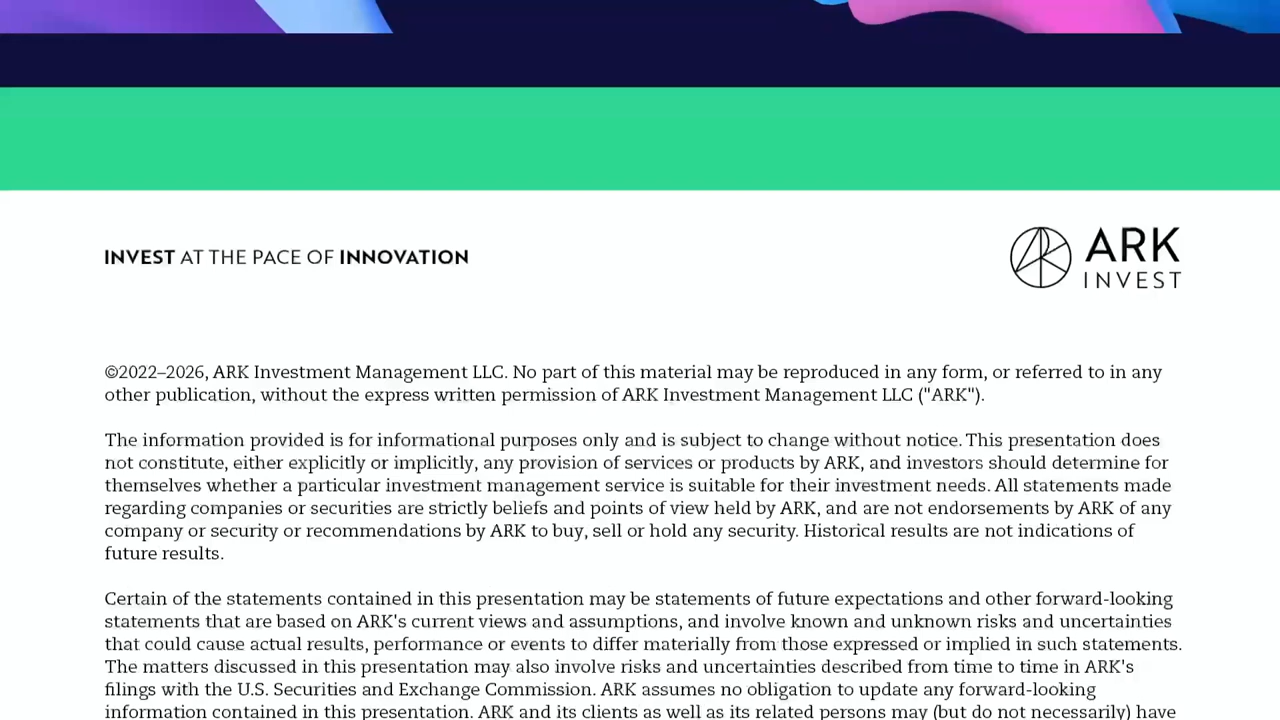 INVEST AT THE PACE OF INNOVATION
ARK
INVEST
©2022–2026, ARK Investment Management LLC. No part of this material may be reproduced in any form, or referred to in any
other publication, without the express written permission of ARK Investment Management LLC ("ARK").
The information provided is for informational purposes only and is subject to change without notice. This presentation does
not constitute, either explicitly or implicitly, any provision of services or products by ARK, and investors should determine for
themselves whether a particular investment management service is suitable for their investment needs. All statements made
regarding companies or securities are strictly beliefs and points of view held by ARK, and are not endorsements by ARK of any
company or security or recommendations by ARK to buy, sell or hold any security. Historical results are not indications of
future results.
Certain of the statements contained in this presentation may be statements of future expectations and other forward-looking
statements that are based on ARK's current views and assumptions, and involve known and unknown risks and uncertainties
that could cause actual results, performance or events to differ materially from those expressed or implied in such statements.
The matters discussed in this presentation may also involve risks and uncertainties described from time to time in ARK's
filings with the U.S. Securities and Exchange Commission. ARK assumes no obligation to update any forward-looking
information contained in this presentation. ARK and its clients as well as its related persons may (but do not necessarily) have